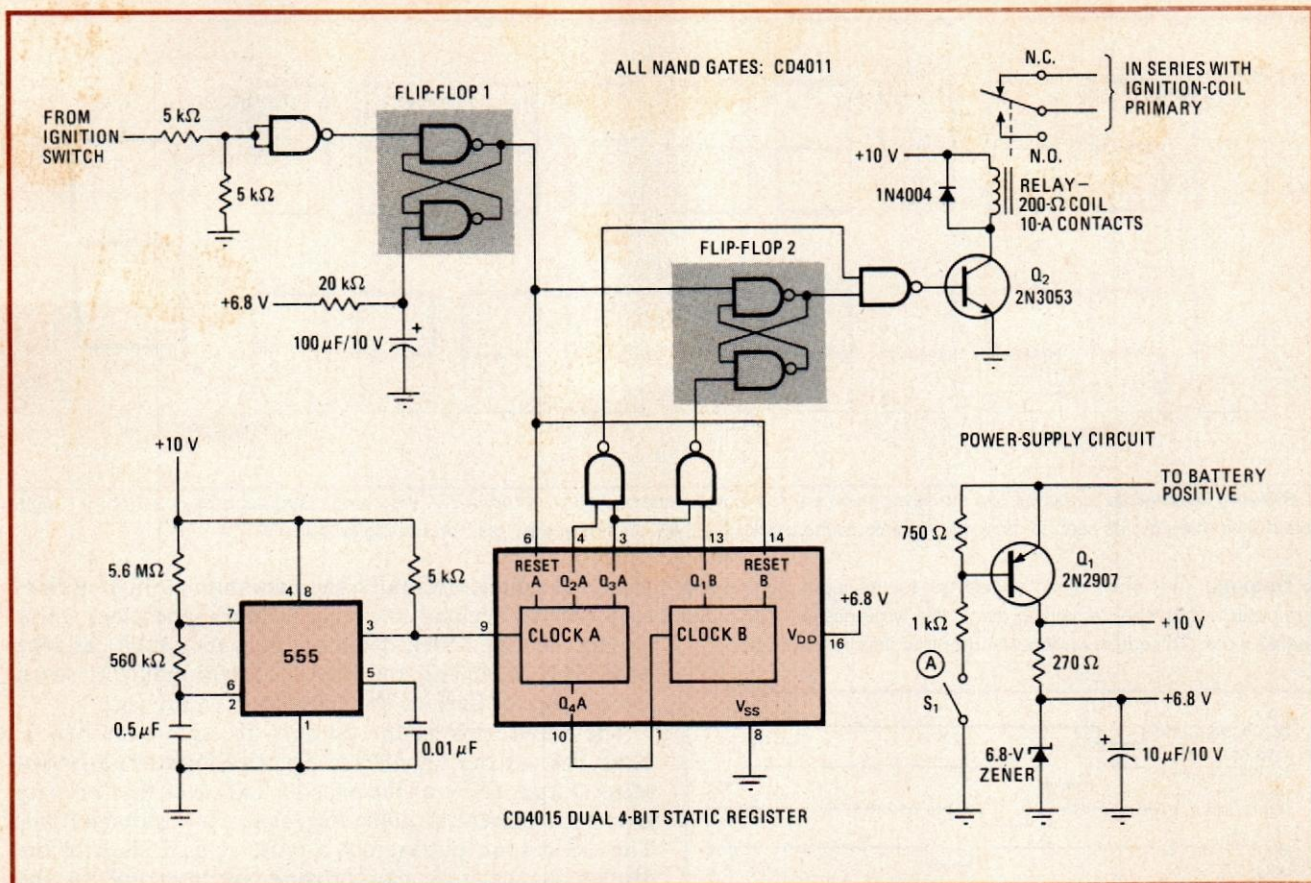 ALL NAND GATES: CD4011
FLIP-FLOP 1
FROM
IGNITION
SWITCH
5 kΩ
5 kΩ
20 kΩ
+6.8 V
100 μF/10 V
+
N.C.
N.O.
IN SERIES WITH
IGNITION-COIL
PRIMARY
+10 V
1N4004
RELAY–
200-Ω COIL
10-A CONTACTS
FLIP-FLOP 2
Q2
2N3053
+10 V
5.6 MΩ
560 kΩ
0.5 μF
7
6
2
4
8
555
3
5
1
5 kΩ
0.01 μF
9
6
4
3
13
14
RESET
A
Q2A
Q3A
Q1B
RESET
B
CLOCK A
CLOCK B
VDD
+6.8 V
16
Q4A
VSS
10
1
8
CD4015 DUAL 4-BIT STATIC REGISTER
POWER-SUPPLY CIRCUIT
TO BATTERY
POSITIVE
750 Ω
Q1
2N2907
1 kΩ
+10 V
270 Ω
A
S1
+6.8 V
6.8-V
ZENER
+
10 μF/10 V